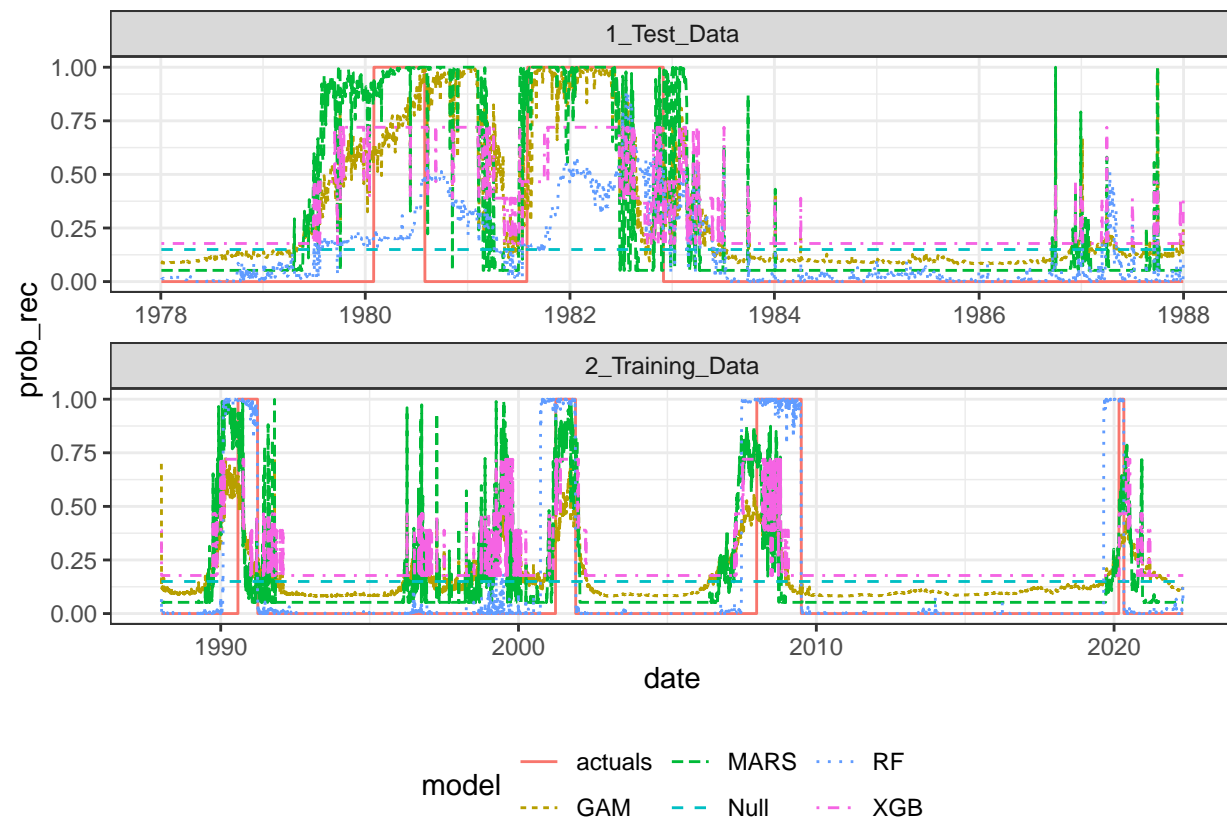 1_Test_Data
1.00
0.75
0.50
0.25
0.00
1978 1980 1982 1984 1986 1988
prob_rec
2_Training_Data
1.00
0.75
0.50
0.25
0.00
1990 2000 2010 2020
date
model
actuals MARS RF
GAM Null XGB